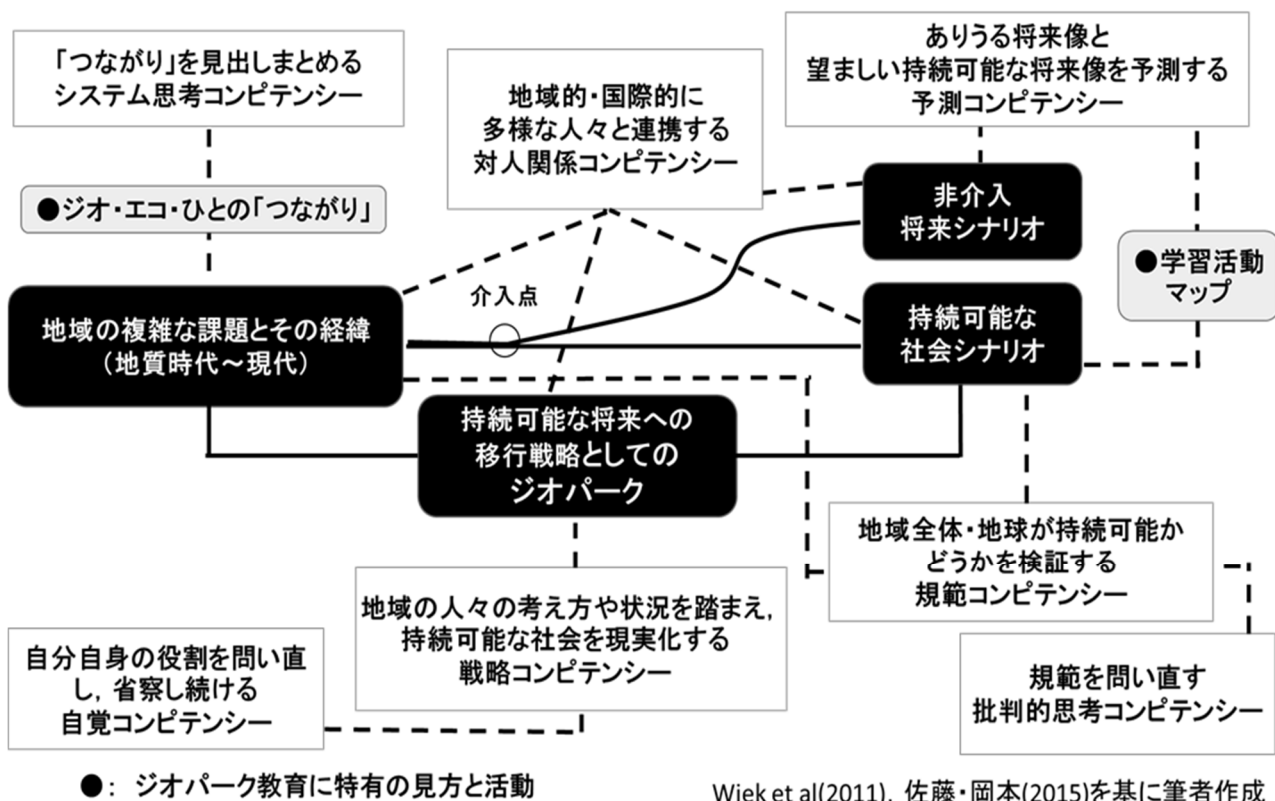 「つながり」を見出しまとめる
システム思考コンピテンシー
地域的・国際的に
多様な人々と連携する
対人関係コンピテンシー
ありうる将来像と
望ましい持続可能な将来像を予測する
予測コンピテンシー
●ジオ・エコ・ひとの「つながり」
非介入
将来シナリオ
●学習活動
マップ
介入点
地域の複雑な課題とその経緯
(地質時代～現代)
持続可能な
社会シナリオ
持続可能な将来への
移行戦略としての
ジオパーク
地域全体・地球が持続可能か
どうかを検証する
規範コンピテンシー
地域の人々の考え方や状況を踏まえ,
持続可能な社会を現実化する
戦略コンピテンシー
自分自身の役割を問い直
し, 省察し続ける
自覚コンピテンシー
規範を問い直す
批判的思考コンピテンシー
●: ジオパーク教育に特有の見方と活動
Wiek et al(2011), 佐藤・岡本(2015)を基に筆者作成